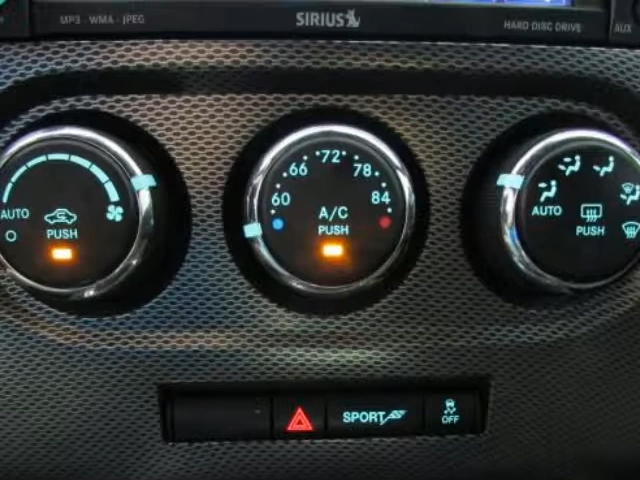 MP3 - WMA - JPEG
SIRIUS
HARD DISC DRIVE
AUX
AUTO
PUSH
60
66
72°
78
84
A/C
PUSH
AUTO
PUSH
SPORT
OFF